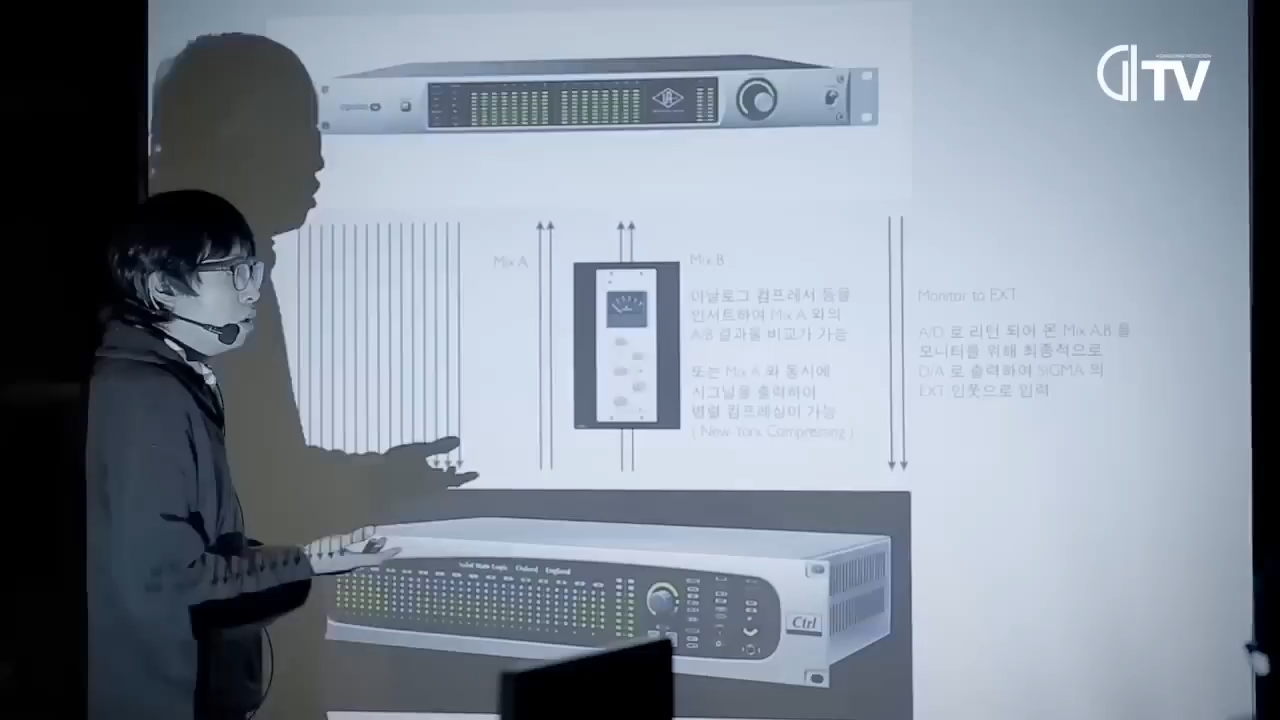 GITV
apollo 16
Mix A
Mix B
아날로그 컴프레서 등을
인서트하여 Mix A 와의
A/B 결과물 비교가 가능
또는 Mix A 와 동시에
시그널을 출력하여
병렬 컴프레싱이 가능
( New York Compressing )
Monitor to EXT
A/D 로 리턴 되어 온 Mix A,B 를
모니터를 위해 최종적으로
D/A 로 출력하여 SIGMA 의
EXT 인풋으로 입력
Solid State Logic Oxford England
Ctrl